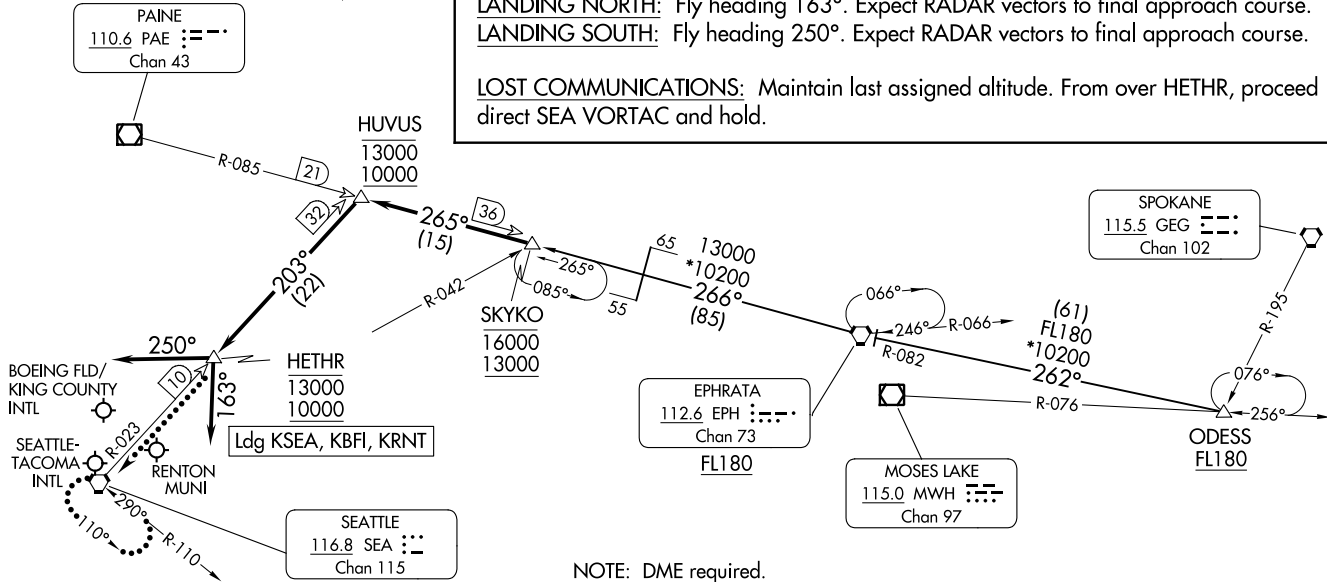 LANDING NORTH: Fly heading 163°. Expect RADAR vectors to final approach course.
LANDING SOUTH: Fly heading 250°. Expect RADAR vectors to final approach course.
LOST COMMUNICATIONS: Maintain last assigned altitude. From over HETHR, proceed
direct SEA VORTAC and hold.
PAINE
110.6 PAE
Chan 43
R-085
21
HUVUS
13000
10000
32
265°
(15)
36
203°
(22)
R-042
265°
085°
SKYKO
16000
13000
65
55
13000
*10200
266°
(85)
SPOKANE
115.5 GEG
Chan 102
R-195
066°
246°
R-066
R-082
(61)
FL180
*10200
262°
076°
256°
ODESS
FL180
R-076
EPHRATA
112.6 EPH
Chan 73
FL180
MOSES LAKE
115.0 MWH
Chan 97
250°
HETHR
13000
10000
163°
10
R-023
Ldg KSEA, KBFI, KRNT
BOEING FLD/
KING COUNTY
INTL
SEATTLE-
TACOMA
INTL
RENTON
MUNI
290°
110°
R-110
SEATTLE
116.8 SEA
Chan 115
NOTE: DME required.